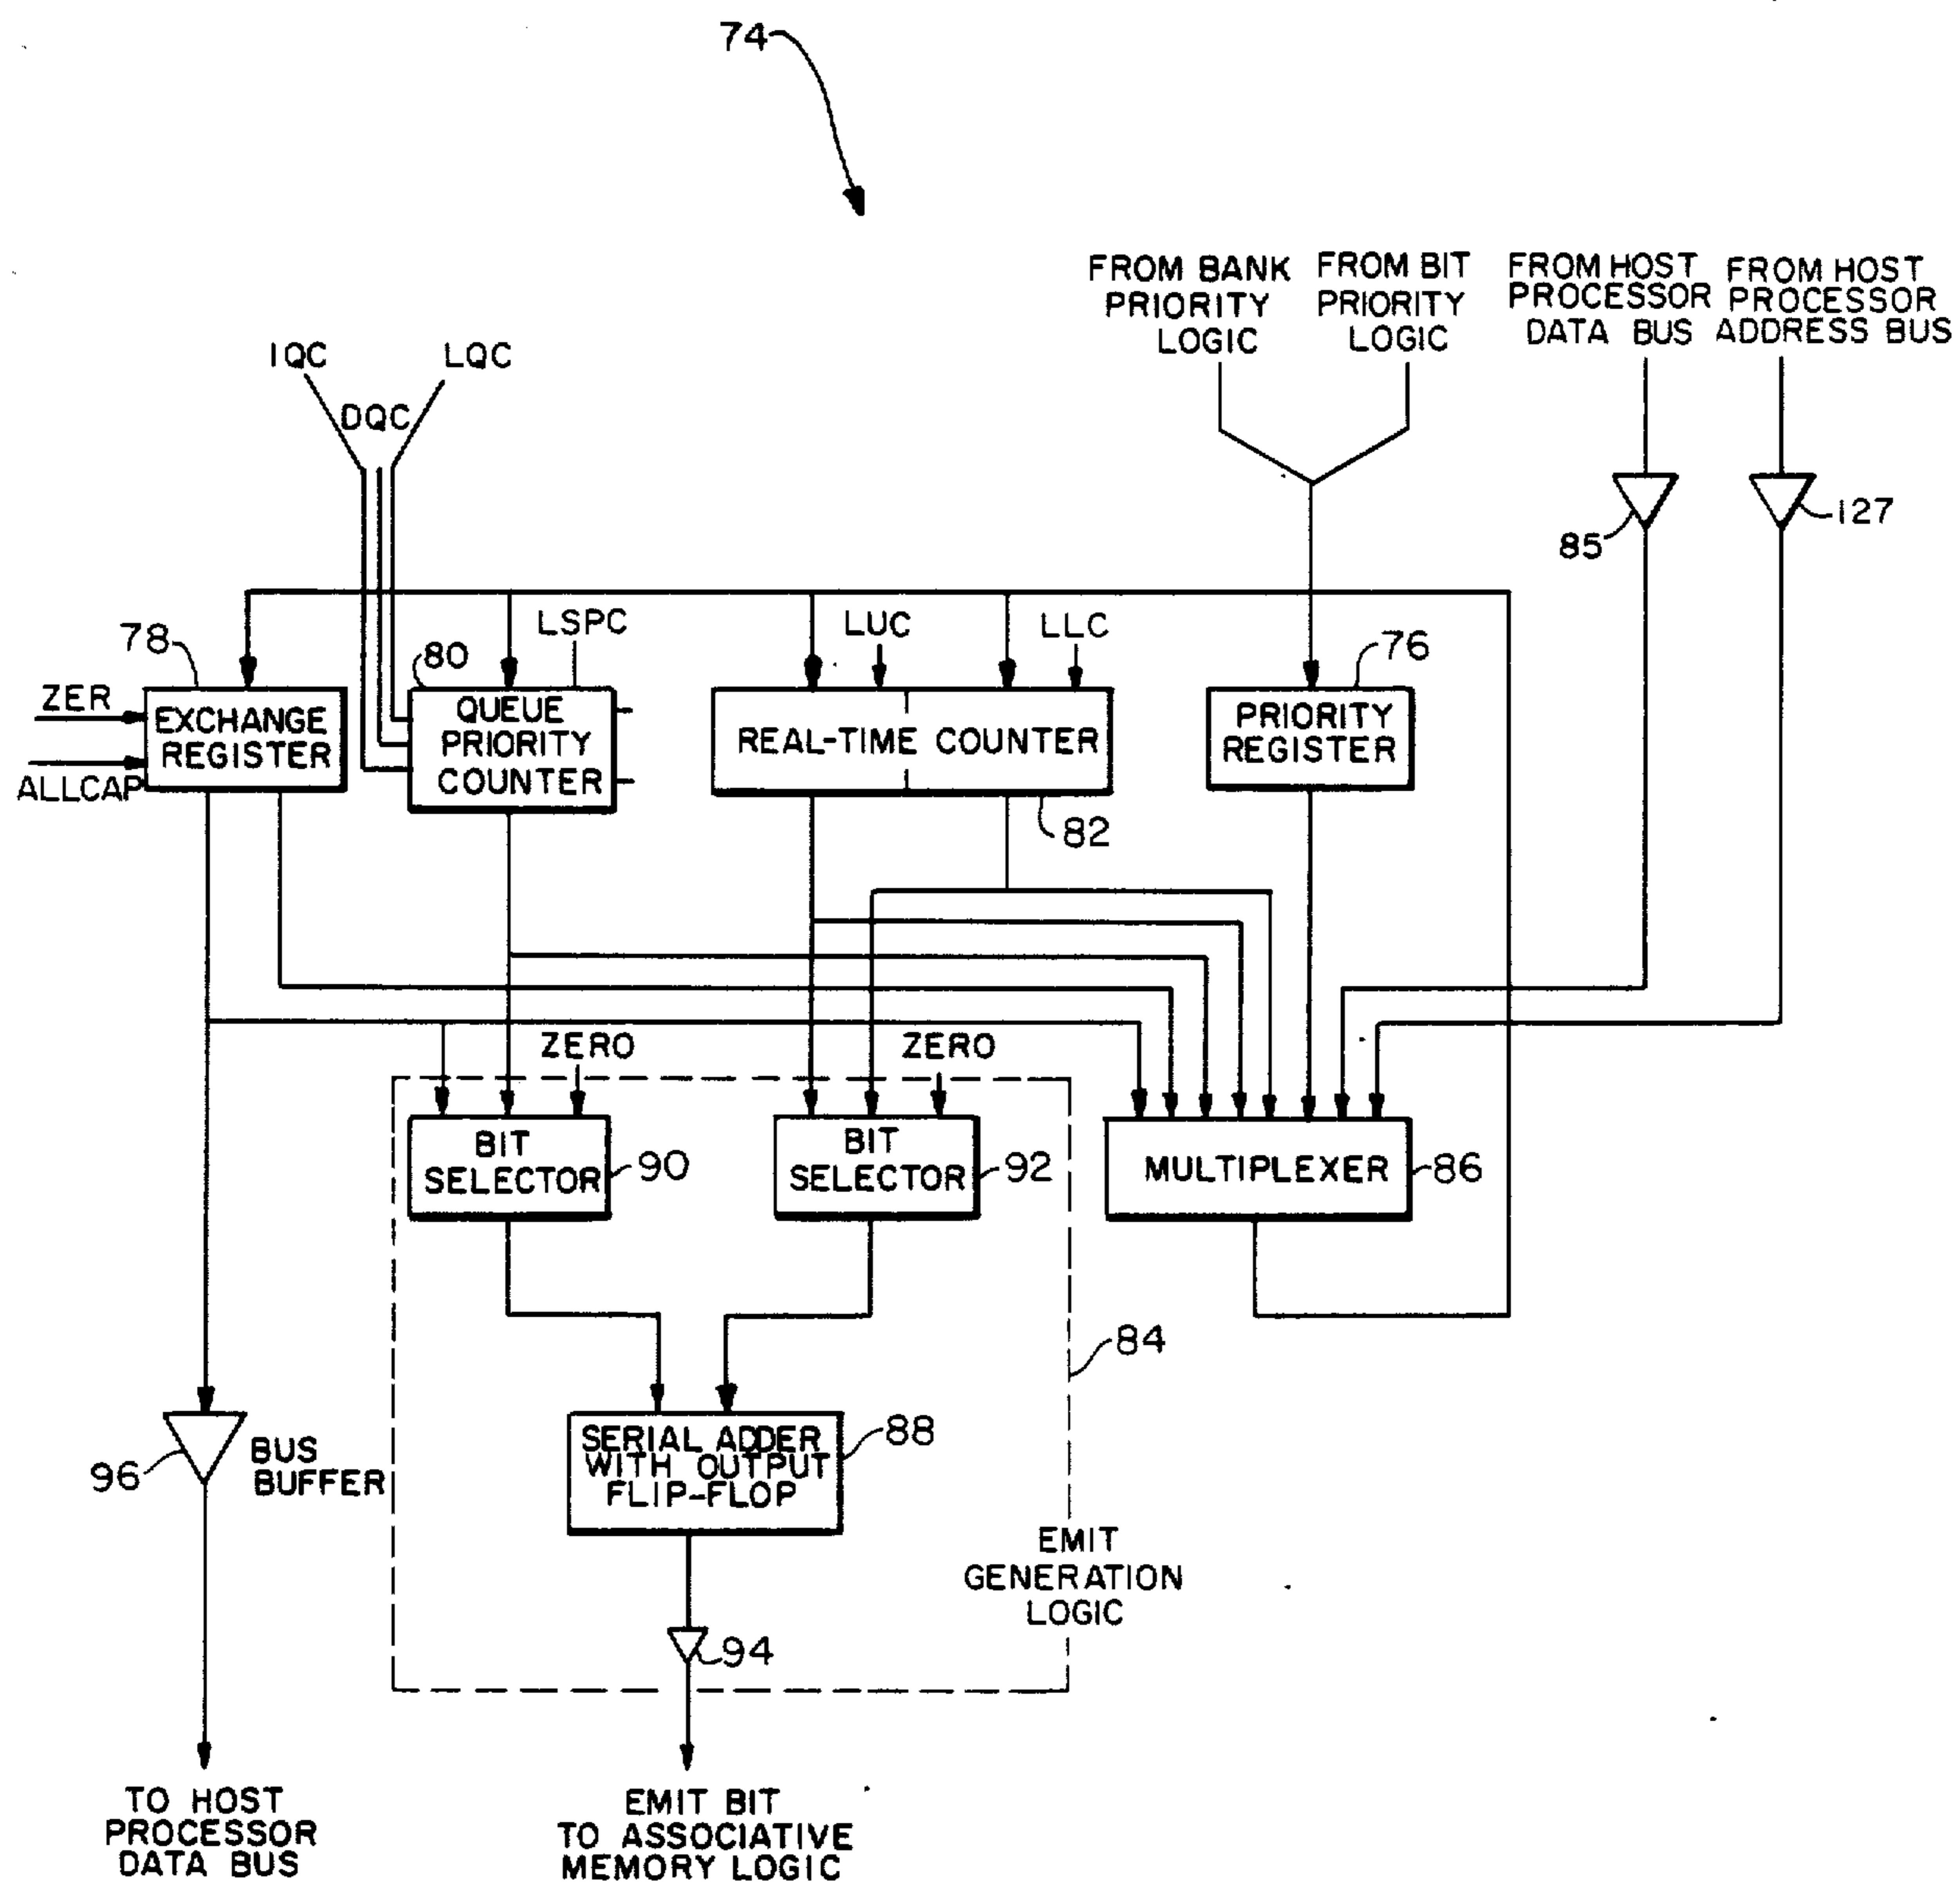 74
FROM BANK
PRIORITY
LOGIC
FROM BIT
PRIORITY
LOGIC
FROM HOST
PROCESSOR
DATA BUS
FROM HOST
PROCESSOR
ADDRESS BUS
IQC
DQC
LQC
85
127
78
80
LSPC
LUC
LLC
76
ZER
ALLCAP
EXCHANGE
REGISTER
QUEUE
PRIORITY
COUNTER
REAL-TIME COUNTER
PRIORITY
REGISTER
82
ZERO
ZERO
BIT
SELECTOR
90
BIT
SELECTOR
92
MULTIPLEXER
86
84
SERIAL ADDER
WITH OUTPUT
FLIP-FLOP
88
96
BUS
BUFFER
EMIT
GENERATION
LOGIC
94
TO HOST
PROCESSOR
DATA BUS
EMIT BIT
TO ASSOCIATIVE
MEMORY LOGIC